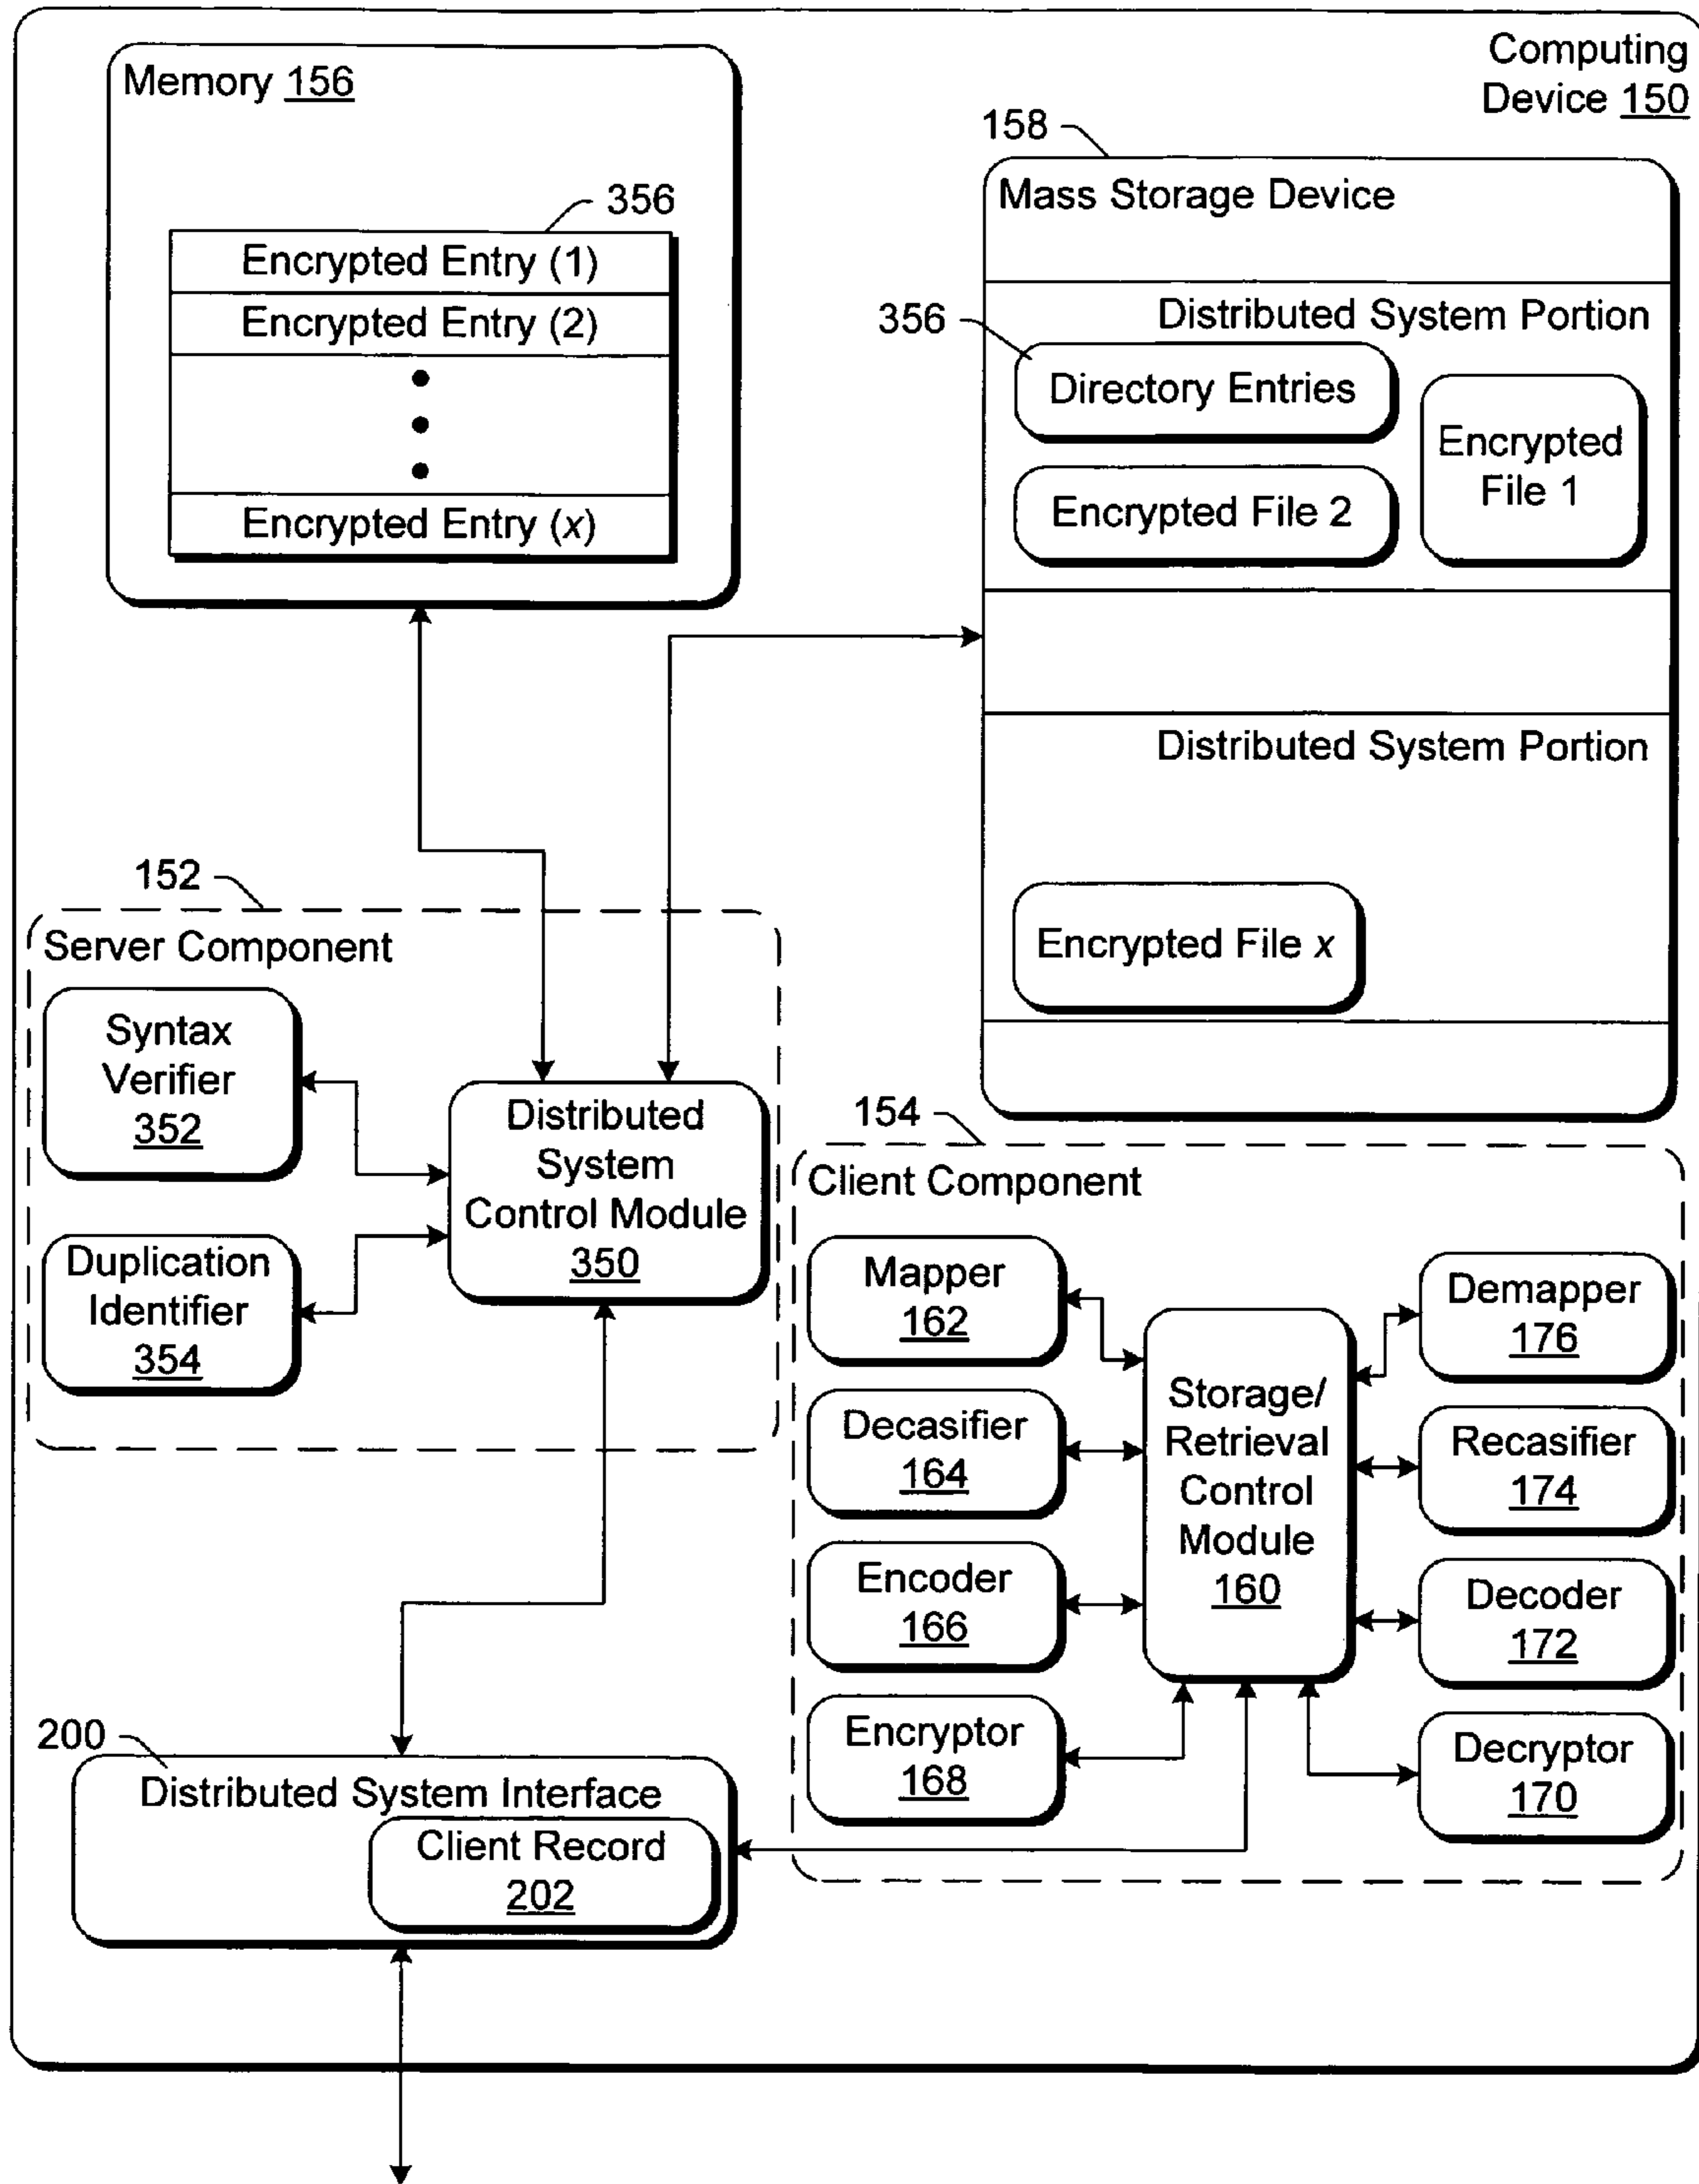 Computing
Device 150
Memory 156
356
Encrypted Entry (1)
Encrypted Entry (2)
Encrypted Entry (x)
158
Mass Storage Device
Distributed System Portion
356
Directory Entries
Encrypted
File 1
Encrypted File 2
Distributed System Portion
Encrypted File x
152
Server Component
Syntax
Verifier
352
Duplication
Identifier
354
Distributed
System
Control Module
350
154
Client Component
Mapper
162
Decasifier
164
Encoder
166
Encryptor
168
Storage/
Retrieval
Control
Module
160
Demapper
176
Recasifier
174
Decoder
172
Decryptor
170
200
Distributed System Interface
Client Record
202